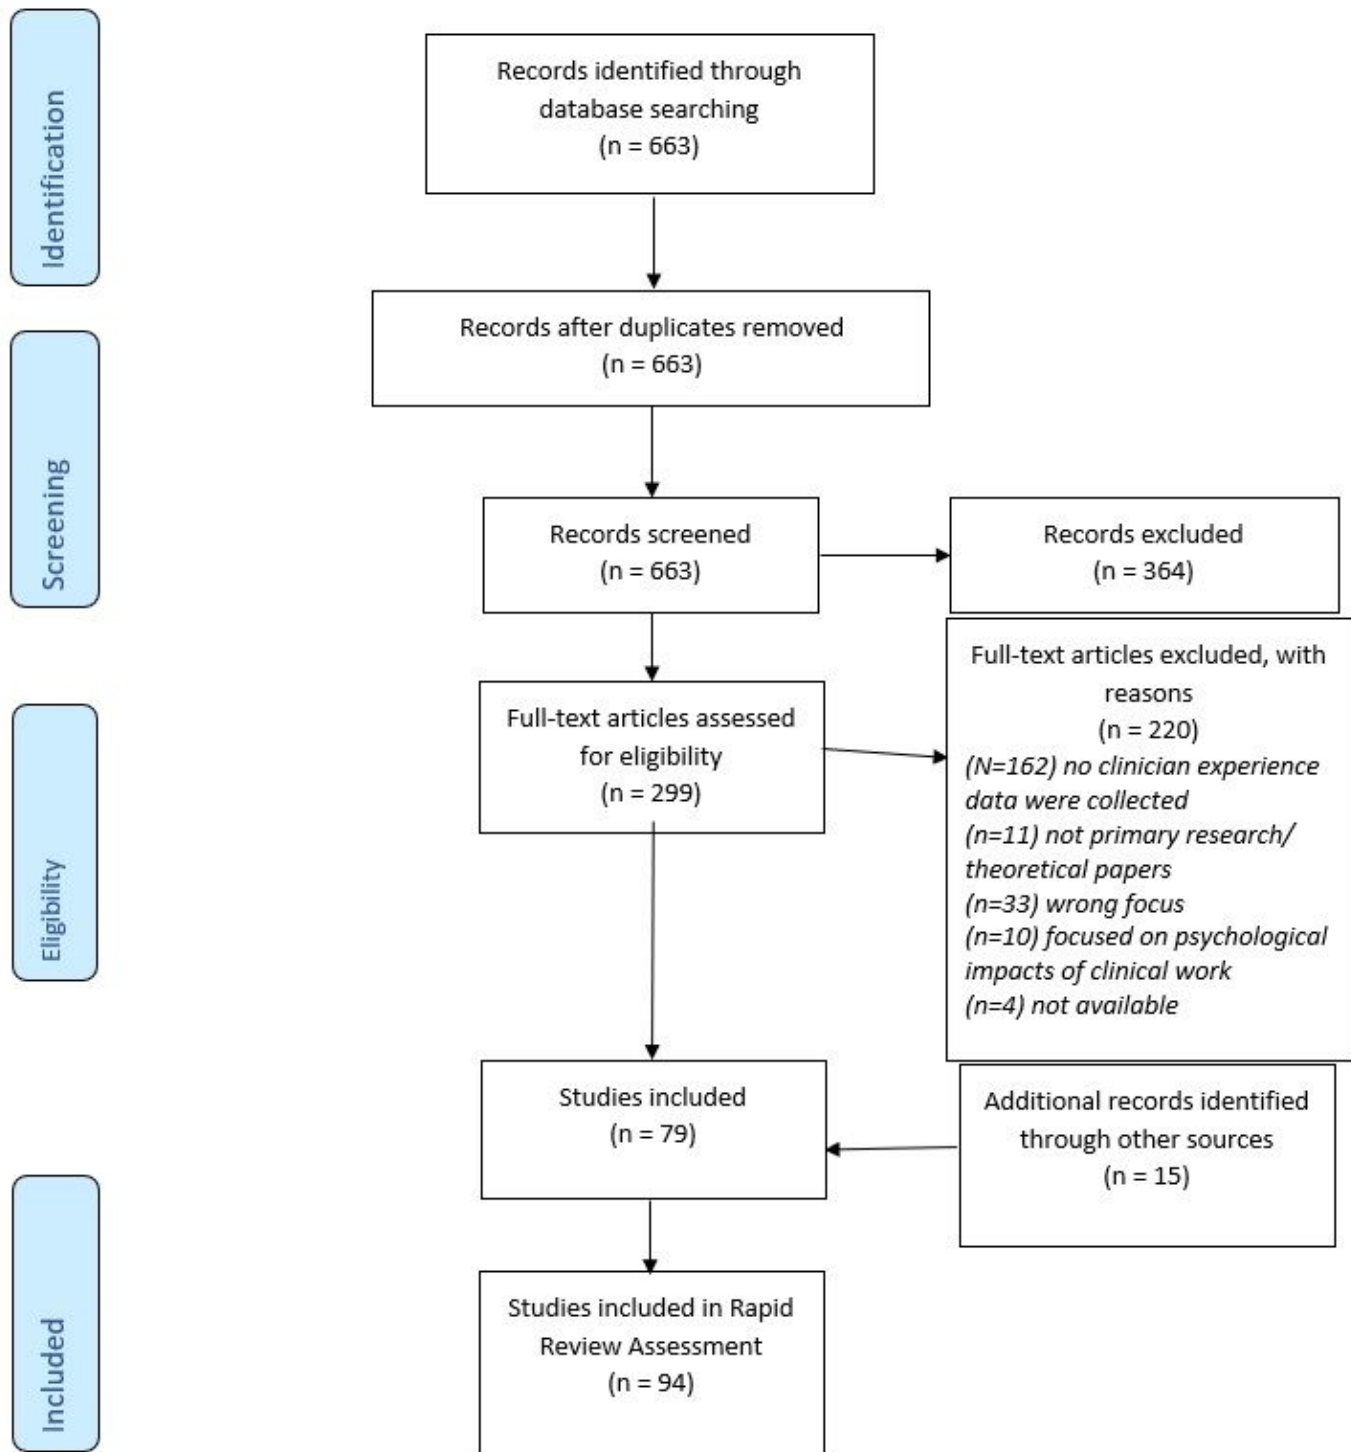 Identification
Records identified through
database searching
(n = 663)
Records after duplicates removed
(n = 663)
Screening
Records screened
(n = 663)
Records excluded
(n = 364)
Eligibility
Full-text articles assessed
for eligibility
(n = 299)
Full-text articles excluded, with
reasons
(n = 220)
(N=162) no clinician experience
data were collected
(n=11) not primary research/
theoretical papers
(n=33) wrong focus
(n=10) focused on psychological
impacts of clinical work
(n=4) not available
Studies included
(n = 79)
Additional records identified
through other sources
(n = 15)
Included
Studies included in Rapid
Review Assessment
(n = 94)